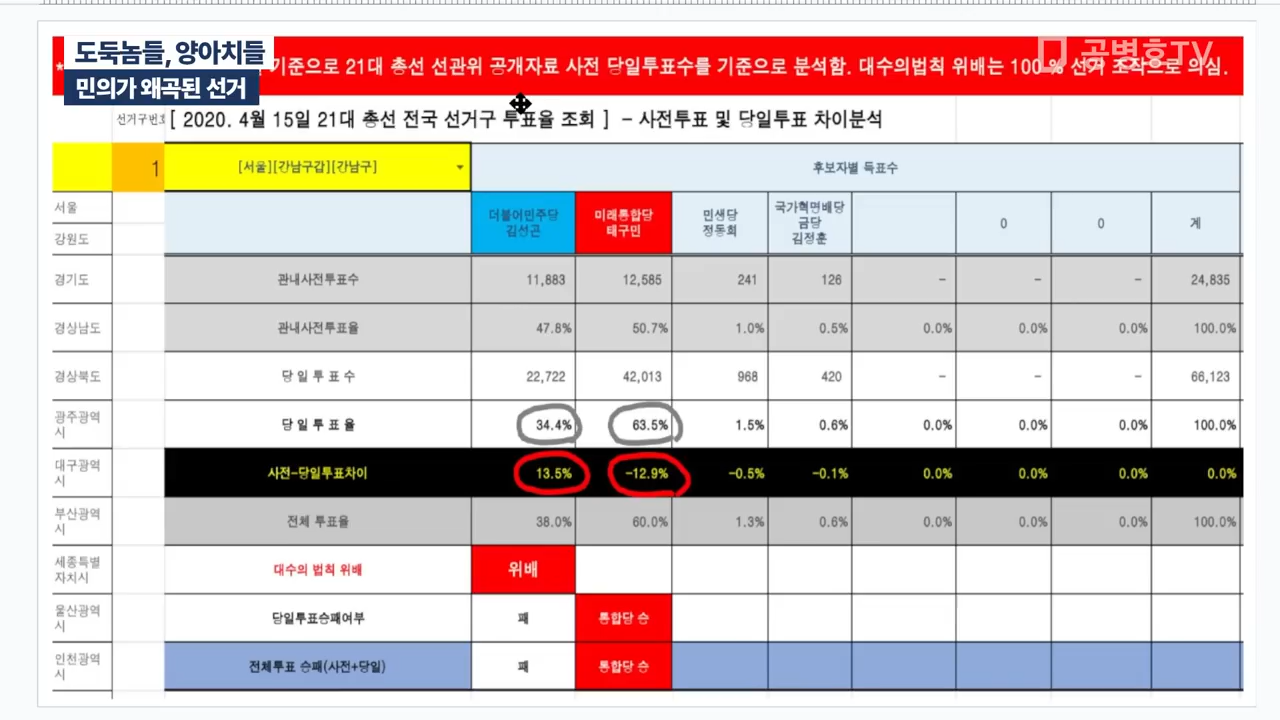 도둑놈들, 양아치들
민의가 왜곡된 선거
공병호TV
기준으로 21대 총선 선관위 공개자료 사전 당일투표수를 기준으로 분석함. 대수의법칙 위배는 100 % 선거 조작으로 의심.
선거구번호 [ 2020. 4월 15일 21대 총선 전국 선거구 투표율 조회 ] - 사전투표 및 당일투표 차이분석
1 [서울][강남구갑][강남구] 후보자별 득표수
서울
강원도
더불어민주당 김성곤 미래통합당 태구민 민생당 정동희 국가혁명배당금당 김정훈 0 0 계
경기도 관내사전투표수 11,883 12,585 241 126 - - - 24,835
경상남도 관내사전투표율 47.8% 50.7% 1.0% 0.5% 0.0% 0.0% 0.0% 100.0%
경상북도 당 일 투 표 수 22,722 42,013 968 420 - - - 66,123
광주광역시 당 일 투 표 율 34.4% 63.5% 1.5% 0.6% 0.0% 0.0% 0.0% 100.0%
대구광역시 사전-당일투표차이 13.5% -12.9% -0.5% -0.1% 0.0% 0.0% 0.0% 0.0%
부산광역시 전체 투표율 38.0% 60.0% 1.3% 0.6% 0.0% 0.0% 0.0% 100.0%
세종특별자치시 대수의 법칙 위배 위배
울산광역시 당일투표승패여부 패 통합당 승
인천광역시 전체투표 승패(사전+당일) 패 통합당 승